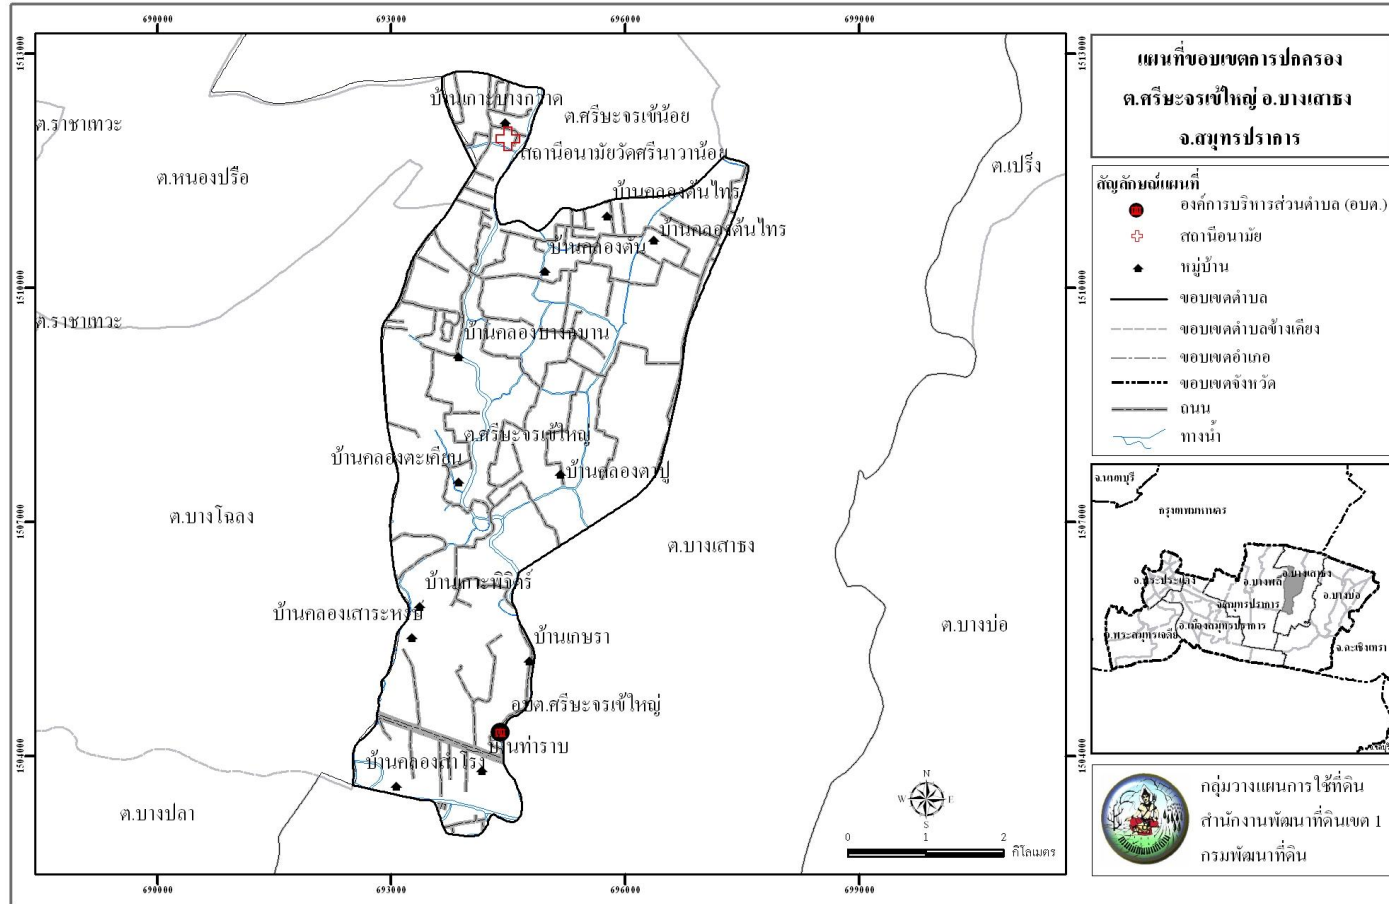 690000 693000 696000 699000
1513000 1513000
บ้านเกาะบางกวาด
ต.ศรีษะจรเข้น้อย
ต.ราชาเทวะ
สถานีอนามัยวัดศรีนาวาน้อย
ต.หนองปรือ
ต.เปร็ง
บ้านคลองต้นไทร
บ้านคลองต้นไทร
บ้านคลองตัน
1510000 1510000
ต.ราชาเทวะ
บ้านคลองบางฉมาน
ต.ศรีษะจรเข้ใหญ่
บ้านคลองตะเคียน
บ้านคลองตาปู
1507000 1507000
ต.บางโฉลง
ต.บางเสาธง
บ้านเกาะพิจิตร์
บ้านคลองเสาระหงษ์
ต.บางบ่อ
บ้านเกษรา
อบต.ศรีษะจรเข้ใหญ่
บ้านท่าราบ
1504000 1504000
บ้านคลองสำโรง
ต.บางปลา
N
W E
S
0 1 2
กิโลเมตร
690000 693000 696000 699000
แผนที่ขอบเขตการปกครอง
ต.ศรีษะจรเข้ใหญ่ อ.บางเสาธง
จ.สมุทรปราการ
สัญลักษณ์แผนที่
องค์การบริหารส่วนตำบล (อบต.)
สถานีอนามัย
หมู่บ้าน
ขอบเขตตำบล
ขอบเขตตำบลข้างเคียง
ขอบเขตอำเภอ
ขอบเขตจังหวัด
ถนน
ทางน้ำ
จ.นนทบุรี
กรุงเทพมหานคร
อ.พระประแดง
อ.บางพลี
อ.บางเสาธง
อ.บางบ่อ
จ.สมุทรปราการ
อ.เมืองสมุทรปราการ
อ.พระสมุทรเจดีย์
จ.ฉะเชิงเทรา
จ.ชลบุรี
กลุ่มวางแผนการใช้ที่ดิน
สำนักงานพัฒนาที่ดินเขต 1
กรมพัฒนาที่ดิน